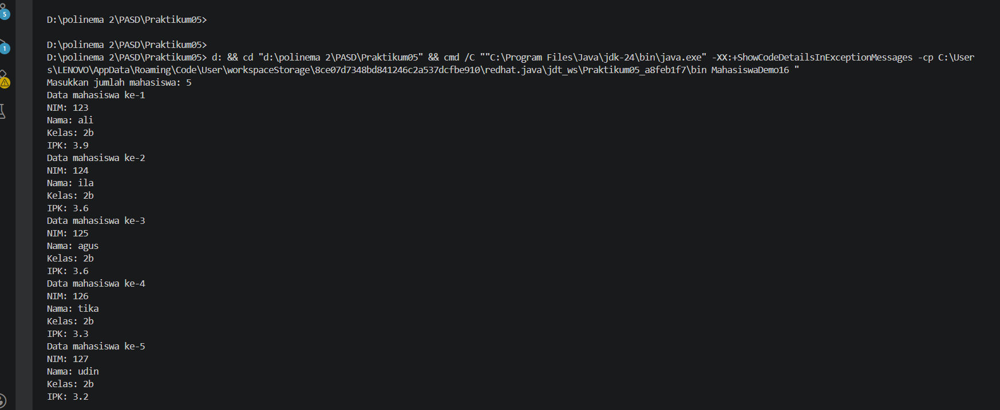 D:\polinema 2\PASD\Praktikum05>
5
D:\polinema 2\PASD\Praktikum05>
1
D:\polinema 2\PASD\Praktikum05> d: && cd "d:\polinema 2\PASD\Praktikum05" && cmd /C ""C:\Program Files\Java\jdk-24\bin\java.exe" -XX:+ShowCodeDetailsInExceptionMessages -cp C:\User
s\LENOVO\AppData\Roaming\Code\User\workspaceStorage\8ce07d7348bd841246c2a537dcfbe910\redhat.java\jdt_ws\Praktikum05_a8feb1f7\bin MahasiswaDemo16 "
Masukkan jumlah mahasiswa: 5
Data mahasiswa ke-1
NIM: 123
Nama: ali
Kelas: 2b
IPK: 3.9
Data mahasiswa ke-2
NIM: 124
Nama: ila
Kelas: 2b
IPK: 3.6
Data mahasiswa ke-3
NIM: 125
Nama: agus
Kelas: 2b
IPK: 3.6
Data mahasiswa ke-4
NIM: 126
Nama: tika
Kelas: 2b
IPK: 3.3
Data mahasiswa ke-5
NIM: 127
Nama: udin
Kelas: 2b
IPK: 3.2